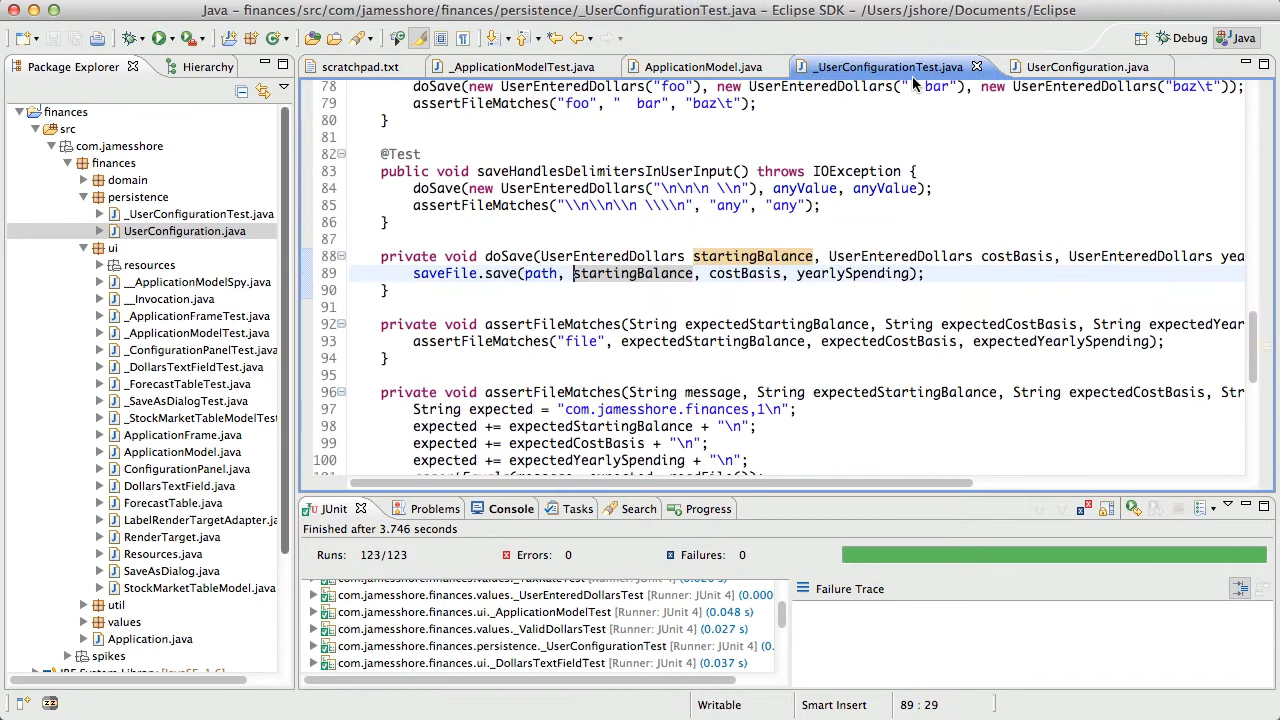 Java – finances/src/com/jamesshore/finances/persistence/_UserConfigurationTest.java – Eclipse SDK – /Users/jshore/Documents/Eclipse
Debug Java
Package Explorer Hierarchy
scratchpad.txt _ApplicationModelTest.java ApplicationModel.java _UserConfigurationTest.java UserConfiguration.java
finances
src
com.jamesshore
finances
domain
persistence
_UserConfigurationTest.java
UserConfiguration.java
ui
resources
__ApplicationModelSpy.java
__Invocation.java
_ApplicationFrameTest.java
_ApplicationModelTest.java
_ConfigurationPanelTest.java
_DollarsTextFieldTest.java
_ForecastTableTest.java
_SaveAsDialogTest.java
_StockMarketTableModelTest
ApplicationFrame.java
ApplicationModel.java
ConfigurationPanel.java
DollarsTextField.java
ForecastTable.java
LabelRenderTargetAdapter.ja
RenderTarget.java
Resources.java
SaveAsDialog.java
StockMarketTableModel.java
util
values
Application.java
spikes
78 doSave(new UserEnteredDollars("foo"), new UserEnteredDollars("  bar"), new UserEnteredDollars("baz\t"));
79 assertFileMatches("foo", "  bar", "baz\t");
80 }
81
82 @Test
83 public void saveHandlesDelimitersInUserInput() throws IOException {
84 doSave(new UserEnteredDollars("\n\n\n \\n"), anyValue, anyValue);
85 assertFileMatches("\\n\\n\\n \\\\n", "any", "any");
86 }
87
88 private void doSave(UserEnteredDollars startingBalance, UserEnteredDollars costBasis, UserEnteredDollars yea
89 saveFile.save(path, startingBalance, costBasis, yearlySpending);
90 }
91
92 private void assertFileMatches(String expectedStartingBalance, String expectedCostBasis, String expectedYear
93 assertFileMatches("file", expectedStartingBalance, expectedCostBasis, expectedYearlySpending);
94 }
95
96 private void assertFileMatches(String message, String expectedStartingBalance, String expectedCostBasis, Str
97 String expected = "com.jamesshore.finances,1\n";
98 expected += expectedStartingBalance + "\n";
99 expected += expectedCostBasis + "\n";
100 expected += expectedYearlySpending + "\n";
JUnit Problems Console Tasks Search Progress
Finished after 3.746 seconds
Runs: 123/123 Errors: 0 Failures: 0
com.jamesshore.finances.values._UserEnteredDollarsTest [Runner: JUnit 4] (0.000
com.jamesshore.finances.ui._ApplicationModelTest [Runner: JUnit 4] (0.048 s)
com.jamesshore.finances.values._ValidDollarsTest [Runner: JUnit 4] (0.027 s)
com.jamesshore.finances.persistence._UserConfigurationTest [Runner: JUnit 4] (0.
com.jamesshore.finances.ui._DollarsTextFieldTest [Runner: JUnit 4] (0.037 s)
Failure Trace
Writable Smart Insert 89 : 29